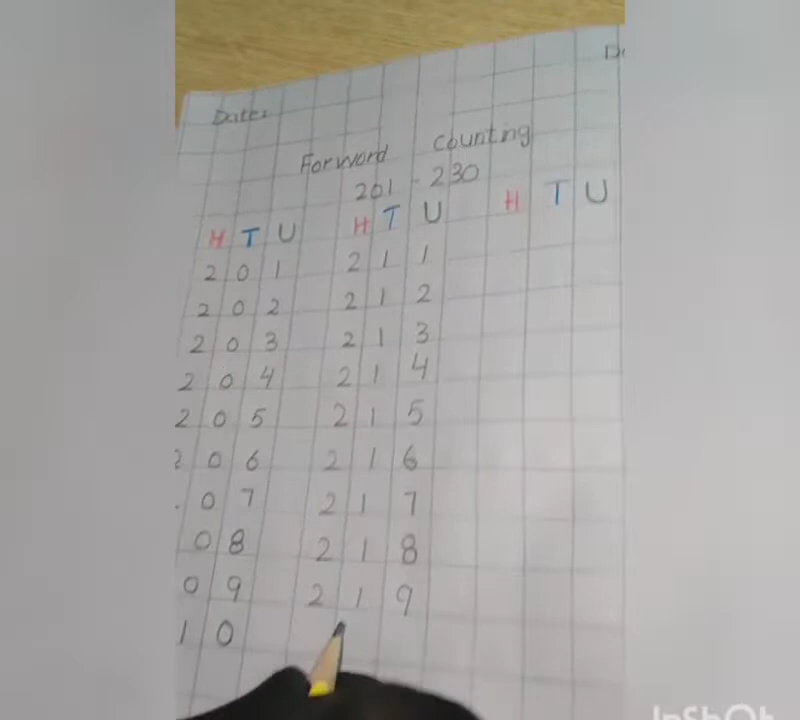 Date:
Forword Counting
201 - 230
H T U H T U H T U
2 0 1 2 1 1
2 0 2 2 1 2
2 0 3 2 1 3
2 0 4 2 1 4
2 0 5 2 1 5
2 0 6 2 1 6
0 7 2 1 7
0 8 2 1 8
0 9 2 1 9
1 0
InShOt